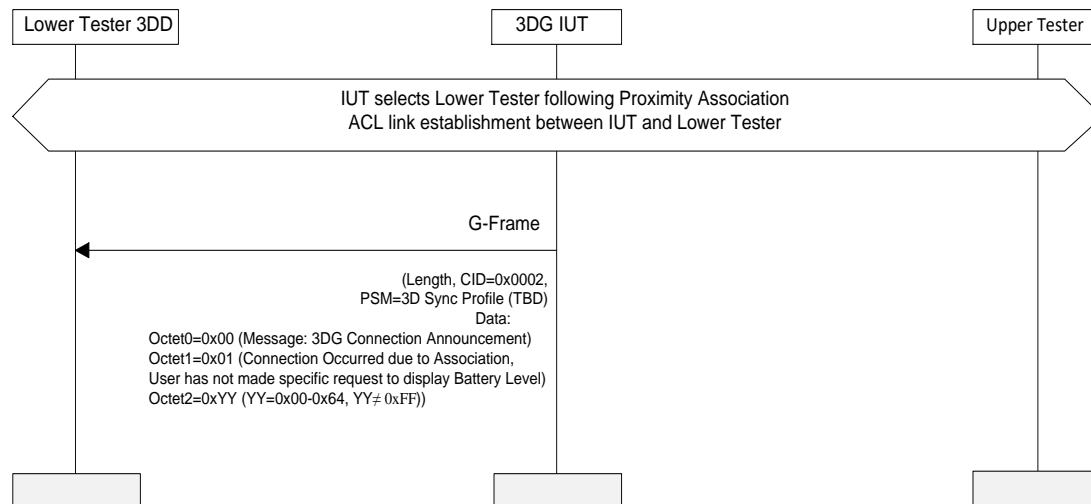 Lower Tester 3DD
3DG IUT
Upper Tester
IUT selects Lower Tester following Proximity Association
ACL link establishment between IUT and Lower Tester
G-Frame
(Length, CID=0x0002,
PSM=3D Sync Profile (TBD)
Data:
Octet0=0x00 (Message: 3DG Connection Announcement)
Octet1=0x01 (Connection Occurred due to Association,
User has not made specific request to display Battery Level)
Octet2=0xYY (YY=0x00-0x64, YY≠ 0xFF))